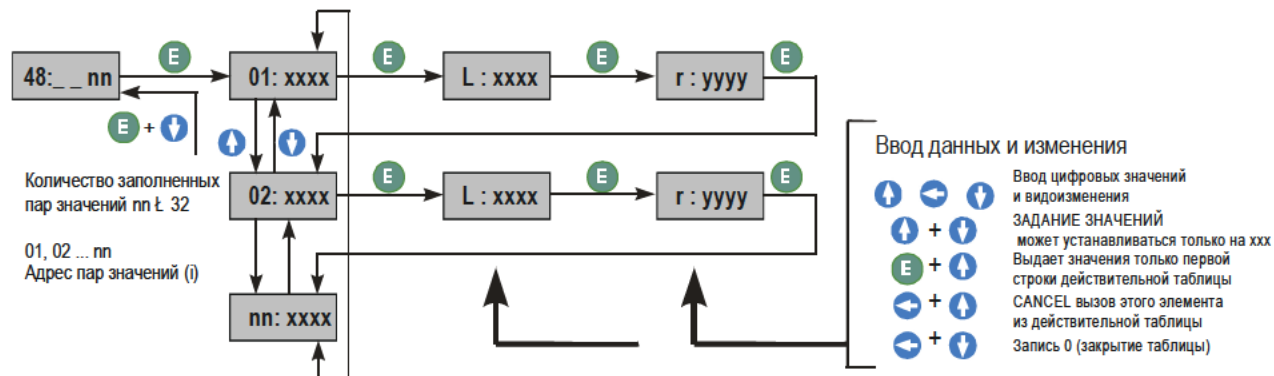 48:_ _ nn
E
01: xxxx
E
L : xxxx
E
r : yyyy
E
E +
02: xxxx
E
L : xxxx
E
r : yyyy
E
nn: xxxx
Количество заполненных
пар значений nn Ł 32
01, 02 ... nn
Адрес пар значений (i)
Ввод данных и изменения
Ввод цифровых значений
и видоизменения
+
ЗАДАНИЕ ЗНАЧЕНИЙ
может устанавливаться только на xxx
E +
Выдает значения только первой
строки действительной таблицы
+
CANCEL вызов этого элемента
из действительной таблицы
+
Запись 0 (закрытие таблицы)